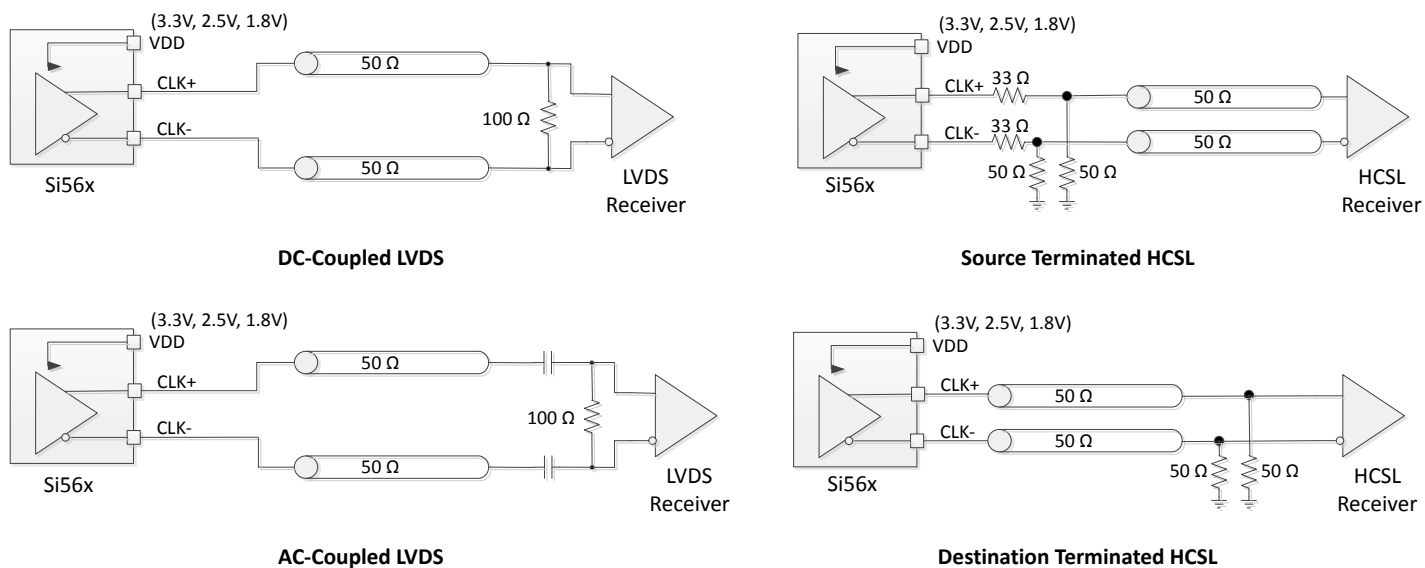 (3.3V, 2.5V, 1.8V)
VDD
CLK+
50 Ω
100 Ω
CLK-
50 Ω
Si56x
LVDS
Receiver
DC-Coupled LVDS
(3.3V, 2.5V, 1.8V)
VDD
CLK+
33 Ω
50 Ω
CLK-
33 Ω
50 Ω
50 Ω
50 Ω
Si56x
HCSL
Receiver
Source Terminated HCSL
(3.3V, 2.5V, 1.8V)
VDD
CLK+
50 Ω
100 Ω
CLK-
50 Ω
Si56x
LVDS
Receiver
AC-Coupled LVDS
(3.3V, 2.5V, 1.8V)
VDD
CLK+
50 Ω
CLK-
50 Ω
50 Ω
50 Ω
Si56x
HCSL
Receiver
Destination Terminated HCSL